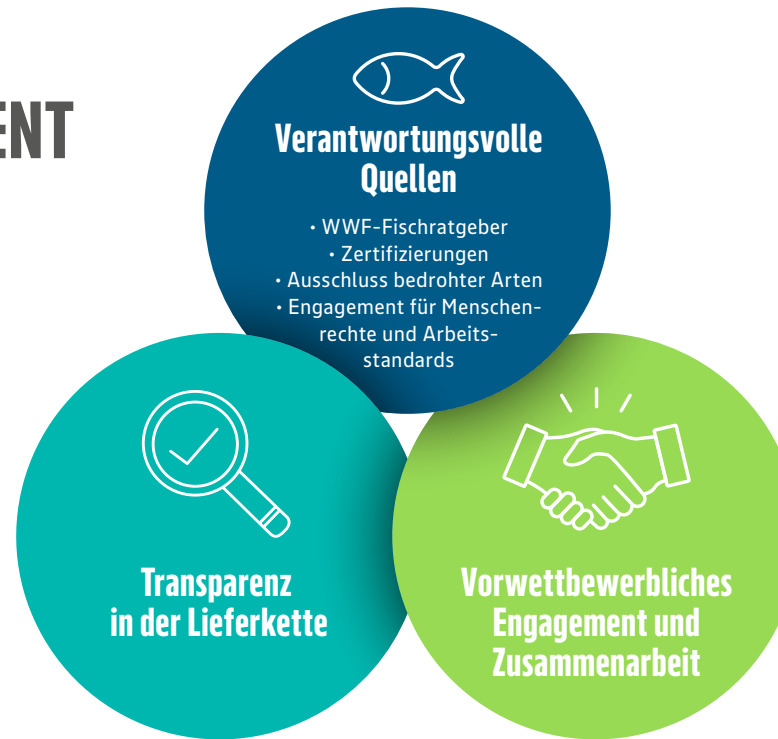 ENT
Verantwortungsvolle
Quellen
• WWF-Fischratgeber
• Zertifizierungen
• Ausschluss bedrohter Arten
• Engagement für Menschen-
rechte und Arbeits-
standards
Transparenz
in der Lieferkette
Vorwettbewerbliches
Engagement und
Zusammenarbeit